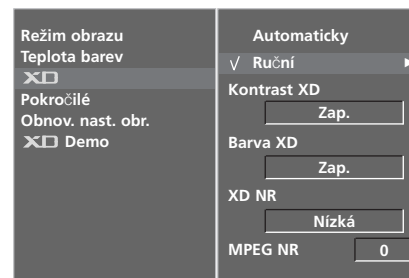 Režim obrazu
Teplota barev
XD
Pokročilé
Obnov. nast. obr.
XD Demo
Automaticky
√ Ruční
Kontrast XD
Zap.
Barva XD
Zap.
XD NR
Nízká
MPEG NR 0